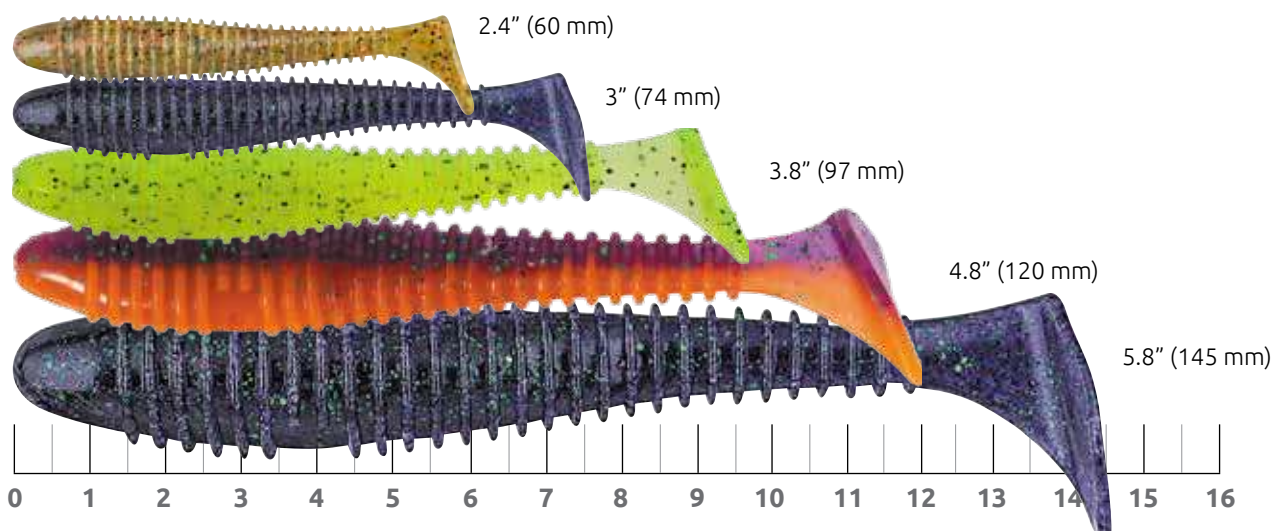 2.4” (60 mm)
3” (74 mm)
3.8” (97 mm)
4.8” (120 mm)
5.8” (145 mm)
0 1 2 3 4 5 6 7 8 9 10 11 12 13 14 15 16